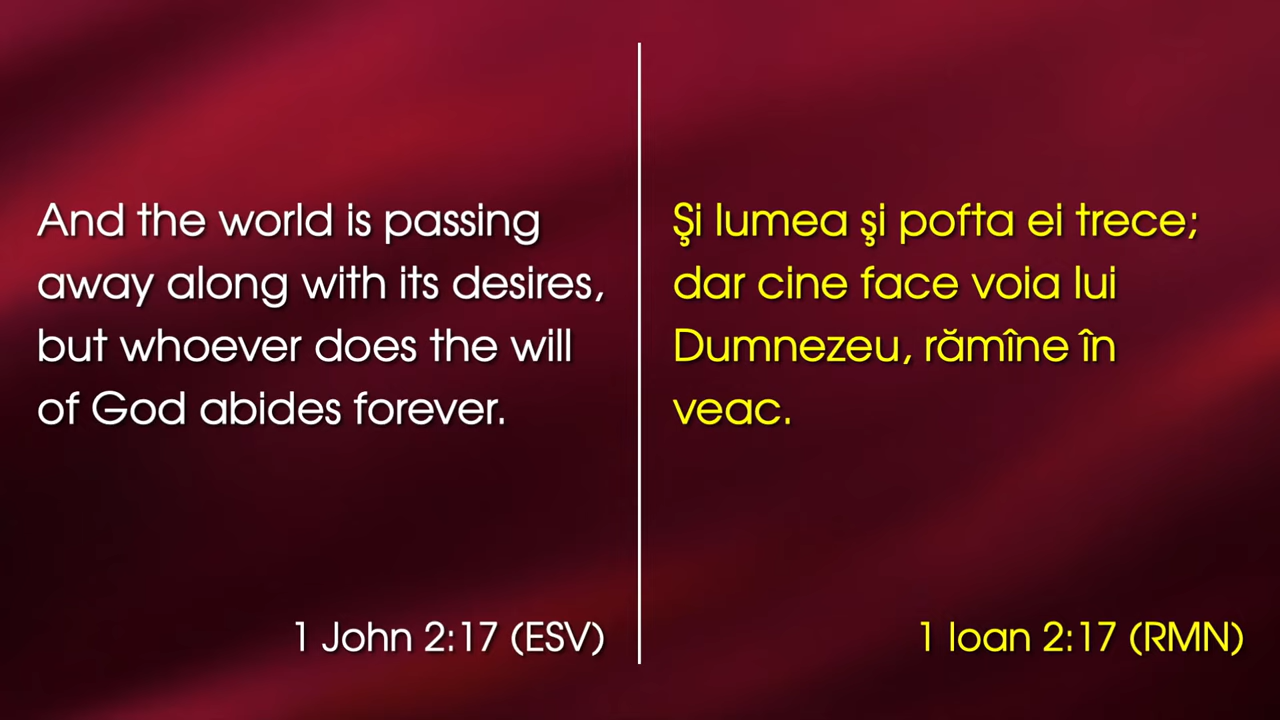 And the world is passing
away along with its desires,
but whoever does the will
of God abides forever.
1 John 2:17 (ESV)
Şi lumea şi pofta ei trece;
dar cine face voia lui
Dumnezeu, rămîne în
veac.
1 Ioan 2:17 (RMN)